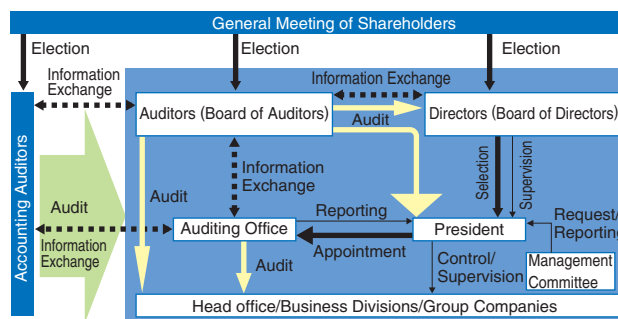 General Meeting of Shareholders
Election
Election
Election
Information
Exchange
Information Exchange
Accounting Auditors
Auditors (Board of Auditors)
Directors (Board of Directors)
Audit
Information
Exchange
Selection
Supervision
Audit
Audit
Information
Exchange
Auditing Office
Reporting
President
Request/
Reporting
Appointment
Audit
Control/
Supervision
Management
Committee
Head office/Business Divisions/Group Companies